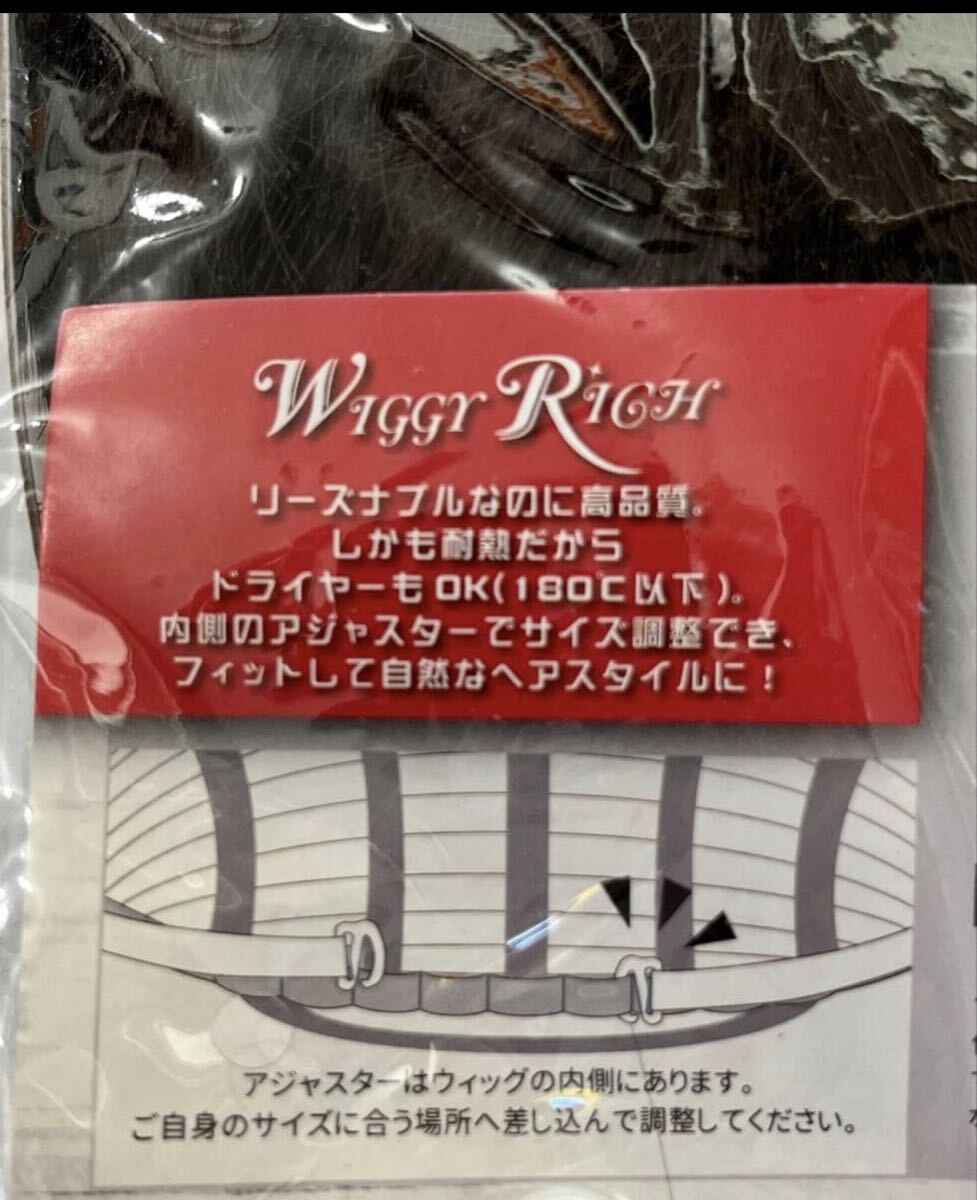 WIGGY RICH
リーズナブルなのに高品質。
しかも耐熱だから
ドライヤーもOK(180℃以下)。
内側のアジャスターでサイズ調整でき、
フィットして自然なヘアスタイルに！
アジャスターはウィッグの内側にあります。
ご自身のサイズに合う場所へ差し込んで調整してください。